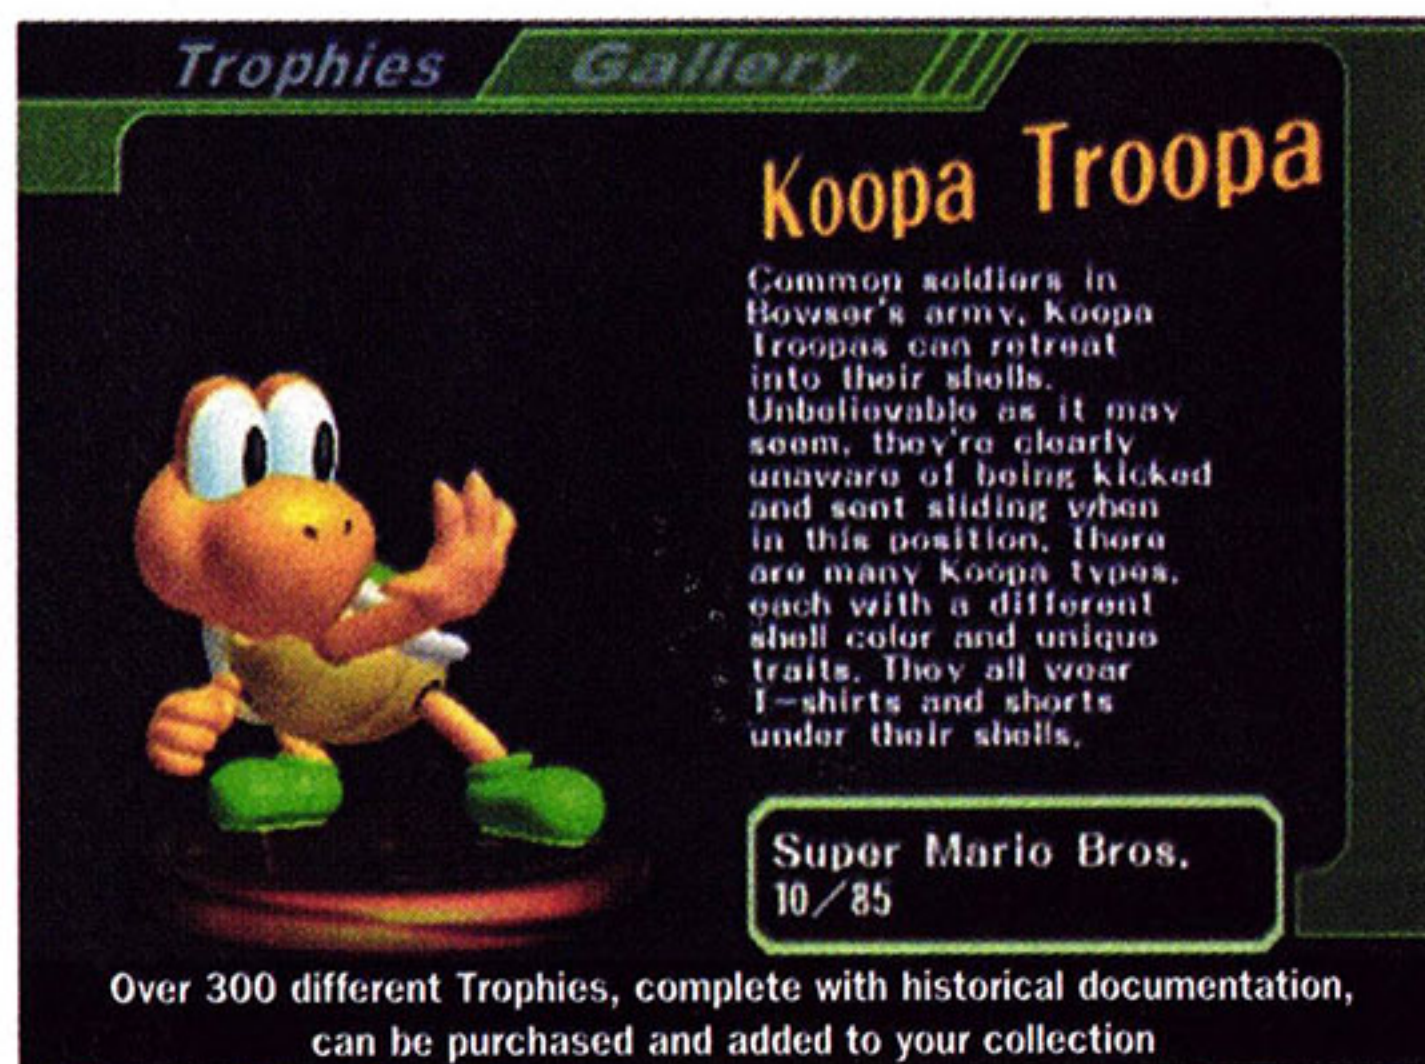 Trophies Gallery
Koopa Troopa
Common soldiers in
Bowser's army, Koopa
Troopas can retreat
into their shells.
Unbelievable as it may
seem, they're clearly
unaware of being kicked
and sent sliding when
in this position. There
are many Koopa types,
each with a different
shell color and unique
traits. They all wear
T-shirts and shorts
under their shells.
Super Mario Bros.
10/85
Over 300 different Trophies, complete with historical documentation,
can be purchased and added to your collection